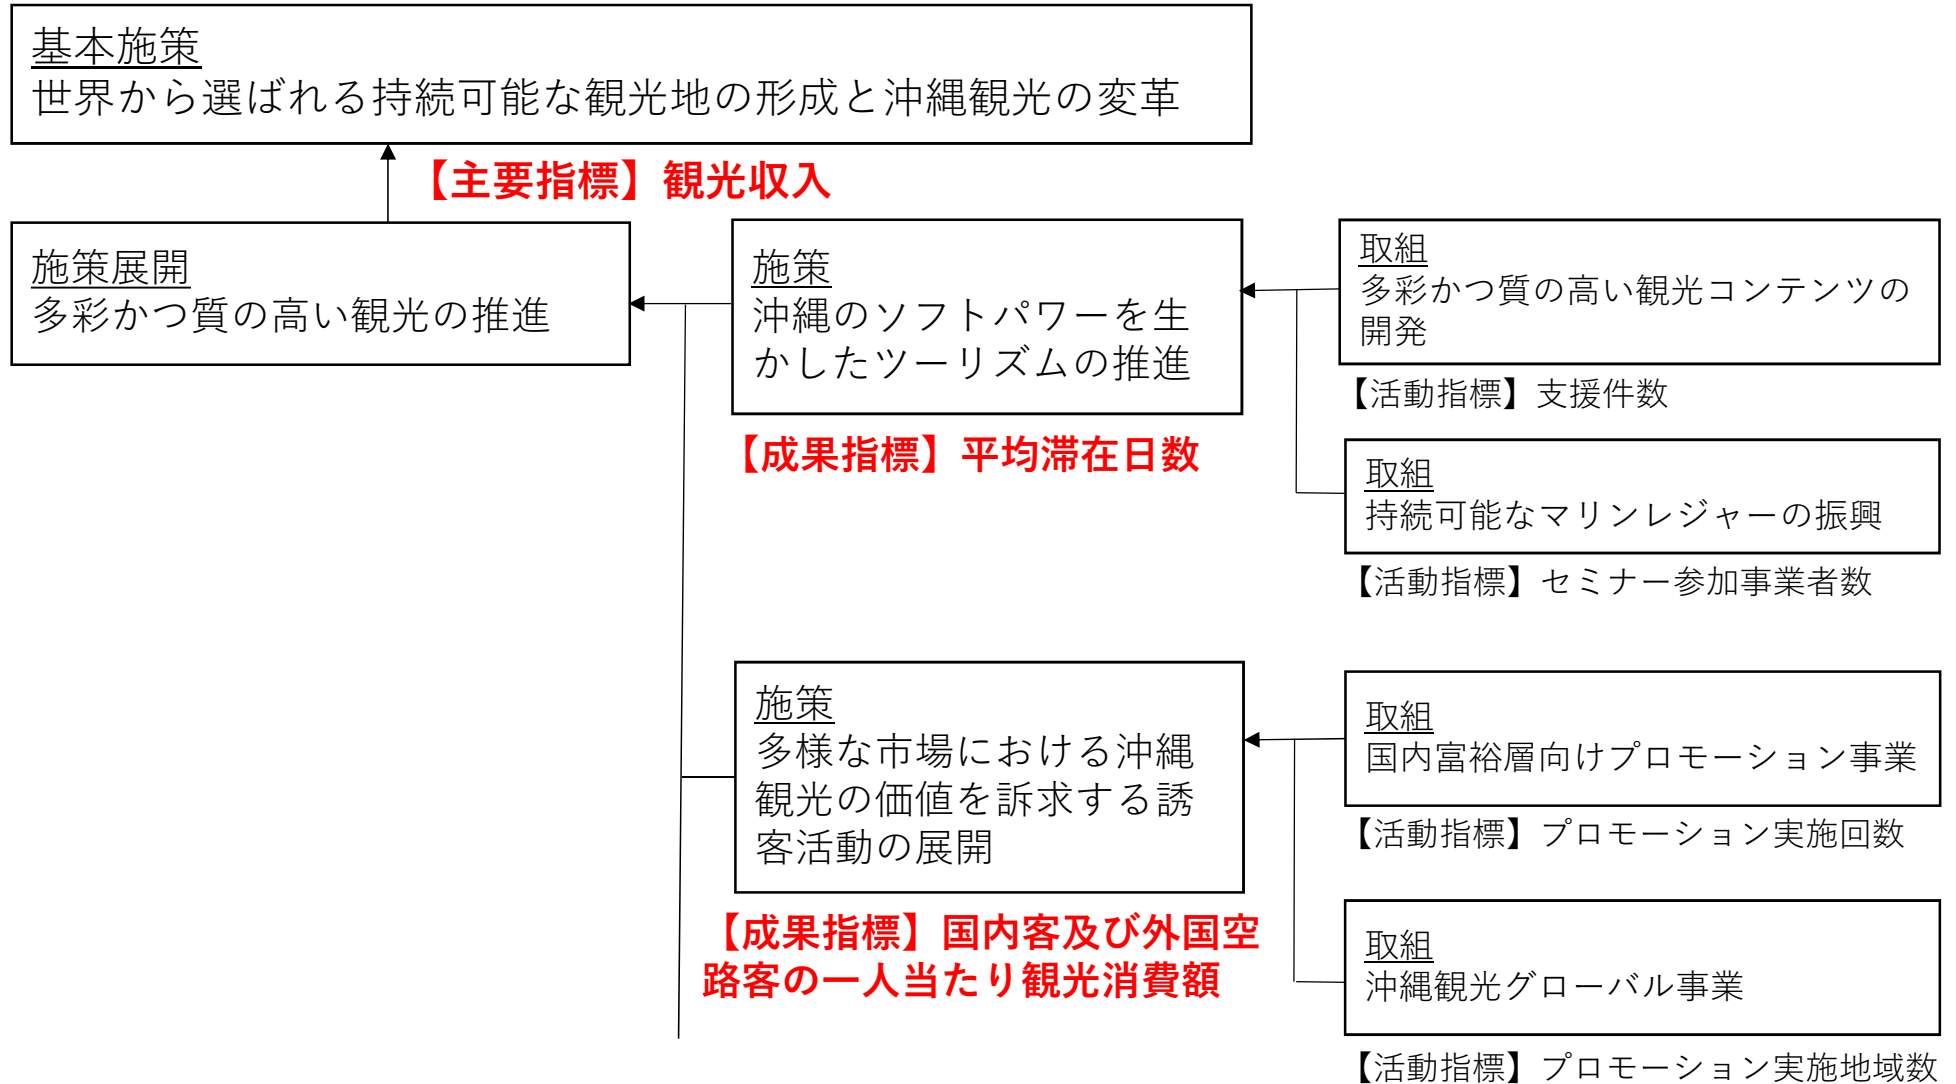 基本施策
世界から選ばれる持続可能な観光地の形成と沖縄観光の変革
【主要指標】観光収入
施策展開
多彩かつ質の高い観光の推進
施策
沖縄のソフトパワーを生
かしたツーリズムの推進
【成果指標】平均滞在日数
取組
多彩かつ質の高い観光コンテンツの
開発
【活動指標】支援件数
取組
持続可能なマリンレジャーの振興
【活動指標】セミナー参加事業者数
施策
多様な市場における沖縄
観光の価値を訴求する誘
客活動の展開
【成果指標】国内客及び外国空
路客の一人当たり観光消費額
取組
国内富裕層向けプロモーション事業
【活動指標】プロモーション実施回数
取組
沖縄観光グローバル事業
【活動指標】プロモーション実施地域数